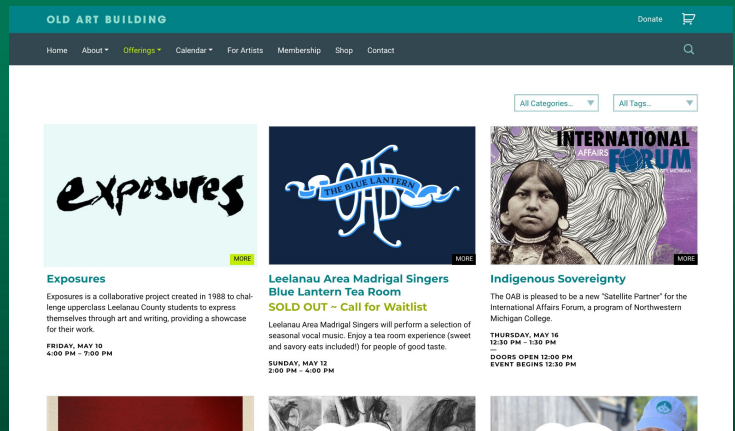 OLD ART BUILDING
Donate
Home About Offerings Calendar For Artists Membership Shop Contact
All Categories... All Tags...
exposures
MORE
THE BLUE LANTERN
OAB
MORE
INTERNATIONAL
AFFAIRS FORUM
MICHIGAN
MORE
Exposures
Exposures is a collaborative project created in 1988 to chal-
lenge upperclass Leelanau County students to express
themselves through art and writing, providing a showcase
for their work.
FRIDAY, MAY 10
4:00 PM – 7:00 PM
Leelanau Area Madrigal Singers
Blue Lantern Tea Room
SOLD OUT ~ Call for Waitlist
Leelanau Area Madrigal Singers will perform a selection of
seasonal vocal music. Enjoy a tea room experience (sweet
and savory eats included!) for people of good taste.
SUNDAY, MAY 12
2:00 PM – 4:00 PM
Indigenous Sovereignty
The OAB is pleased to be a new "Satellite Partner" for the
International Affairs Forum, a program of Northwestern
Michigan College.
THURSDAY, MAY 16
12:30 PM – 1:30 PM
—
DOORS OPEN 12:00 PM
EVENT BEGINS 12:30 PM